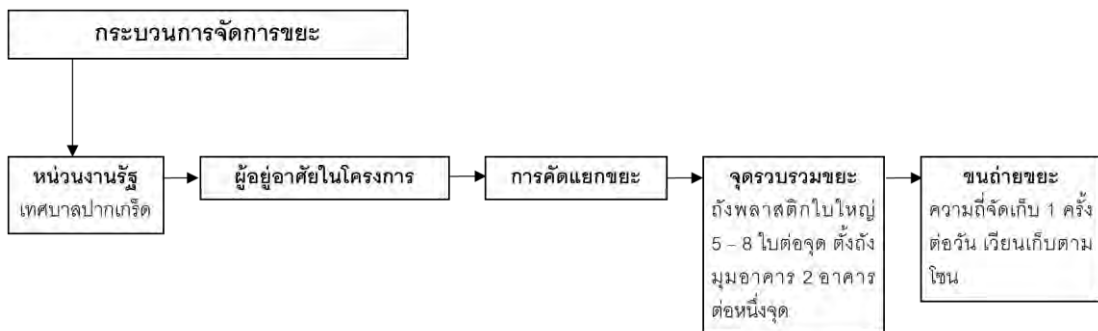 กระบวนการจัดการขยะ
หน่วนงานรัฐ
เทศบาลปากเกร็ด
ผู้อยู่อาศัยในโครงการ
การคัดแยกขยะ
จุดรวบรวมขยะ
ถังพลาสติกใบใหญ่
5 – 8 ใบต่อจุด ตั้งถัง
มุมอาคาร 2 อาคาร
ต่อหนึ่งจุด
ขนถ่ายขยะ
ความถี่จัดเก็บ 1 ครั้ง
ต่อวัน เวียนเก็บตาม
โซน